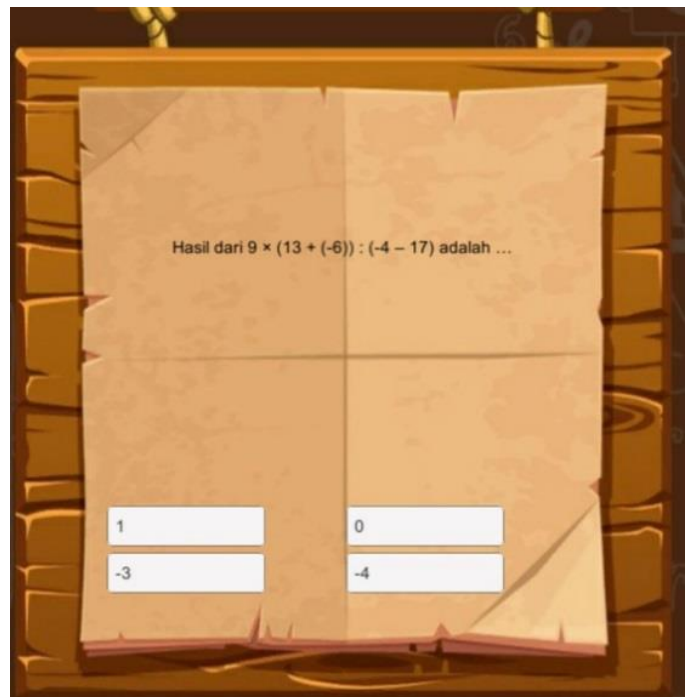 Hasil dari 9 × (13 + (-6)) : (-4 – 17) adalah ...
1
0
-3
-4